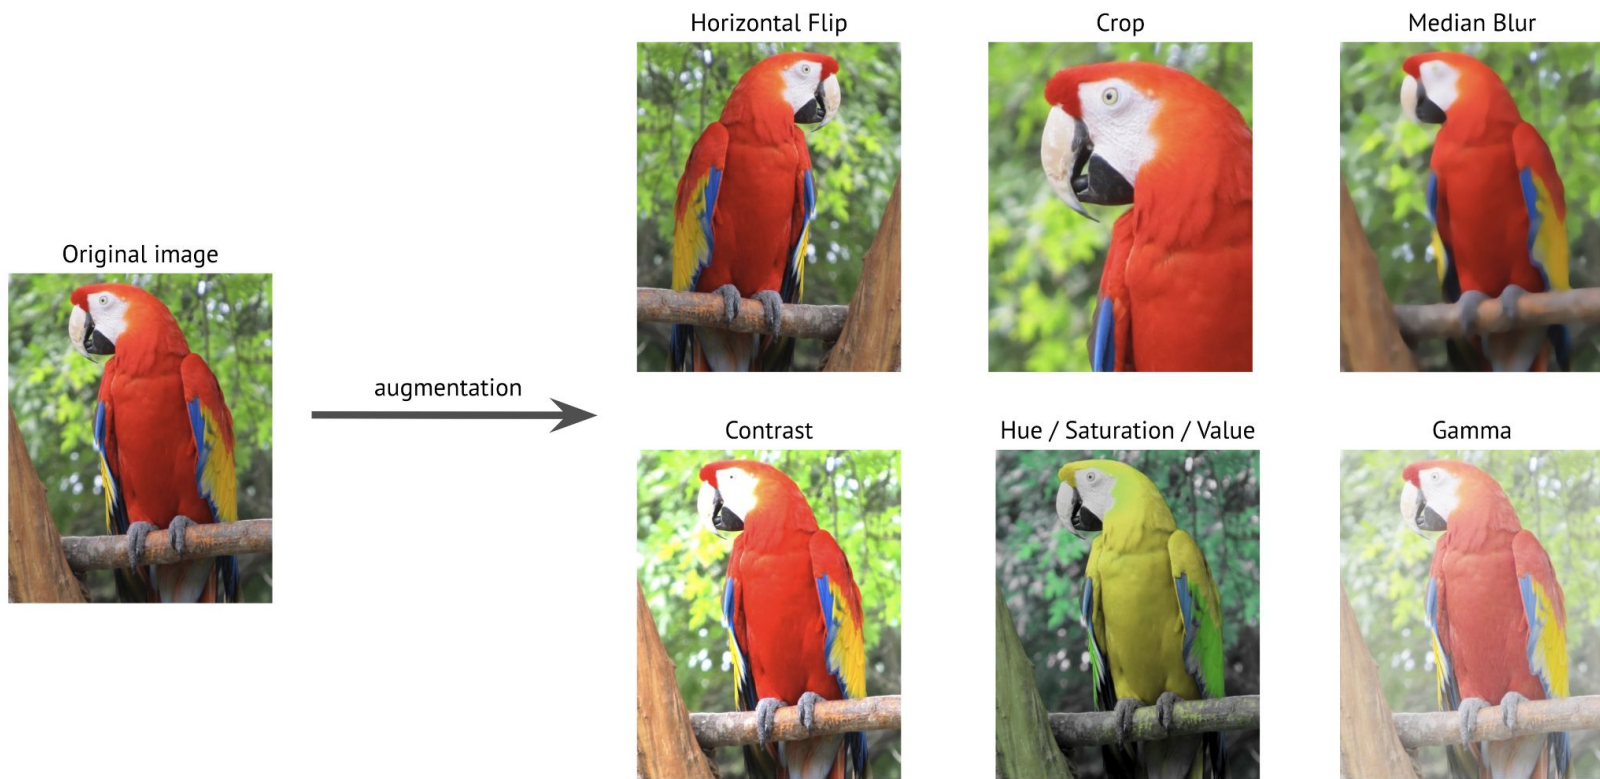 Horizontal Flip
Crop
Median Blur
Original image
augmentation
Contrast
Hue / Saturation / Value
Gamma